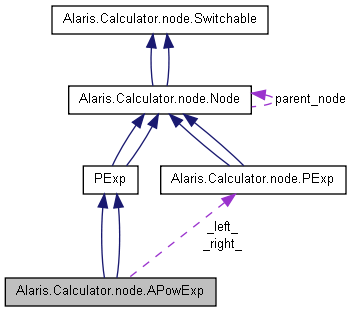 Alaris.Calculator.node.Switchable
Alaris.Calculator.node.Node
parent_node
PExp
Alaris.Calculator.node.PExp
_left_
_right_
Alaris.Calculator.node.APowExp